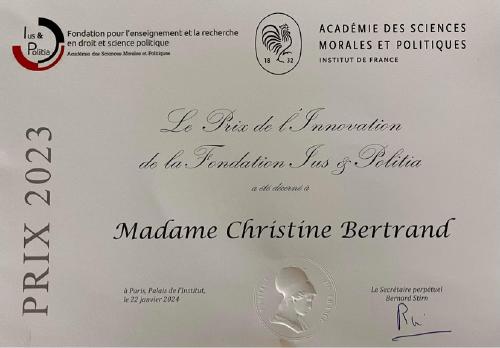 Ius &
Politia
Fondation pour l'enseignement et la recherche
en droit et science politique
Académie des Sciences Morales et Politiques
18 32
ACADÉMIE DES SCIENCES
MORALES ET POLITIQUES
INSTITUT DE FRANCE
PRIX 2023
Le Prix de l'Innovation
de la Fondation Ius & Politia
a été décerné à
Madame Christine Bertrand
à Paris, Palais de l'Institut,
le 22 janvier 2024
Le Secrétaire perpétuel
Bernard Stirn